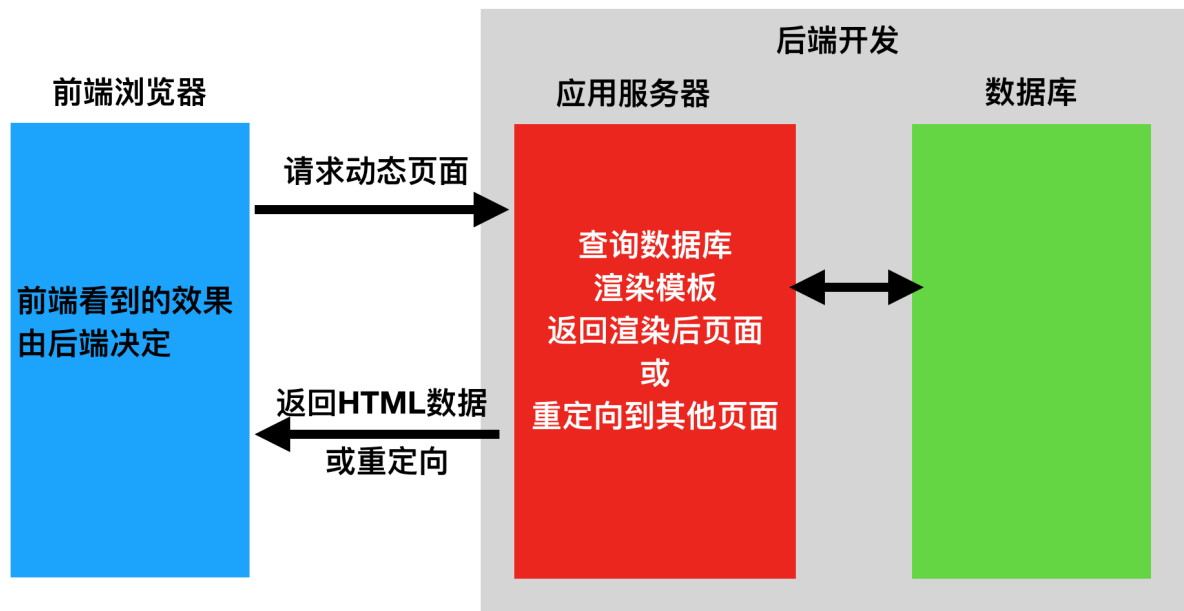 后端开发
前端浏览器
应用服务器
数据库
请求动态页面
前端看到的效果
由后端决定
查询数据库
渲染模板
返回渲染后页面
或
重定向到其他页面
返回HTML数据
或重定向